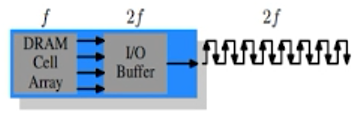 f 2f 2f
DRAM
Cell
Array
I/O
Buffer